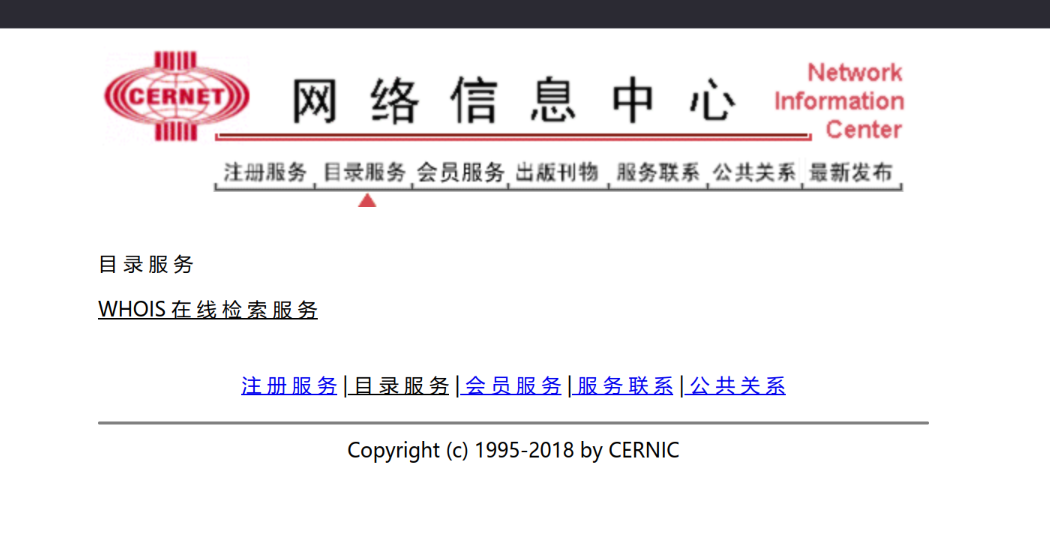 CERNET
网络信息中心
Network
Information
Center
注册服务 目录服务 会员服务 出版刊物 服务联系 公共关系 最新发布
目录服务
WHOIS 在线检索服务
注册服务 | 目录服务 | 会员服务 | 服务联系 | 公共关系
Copyright (c) 1995-2018 by CERNIC